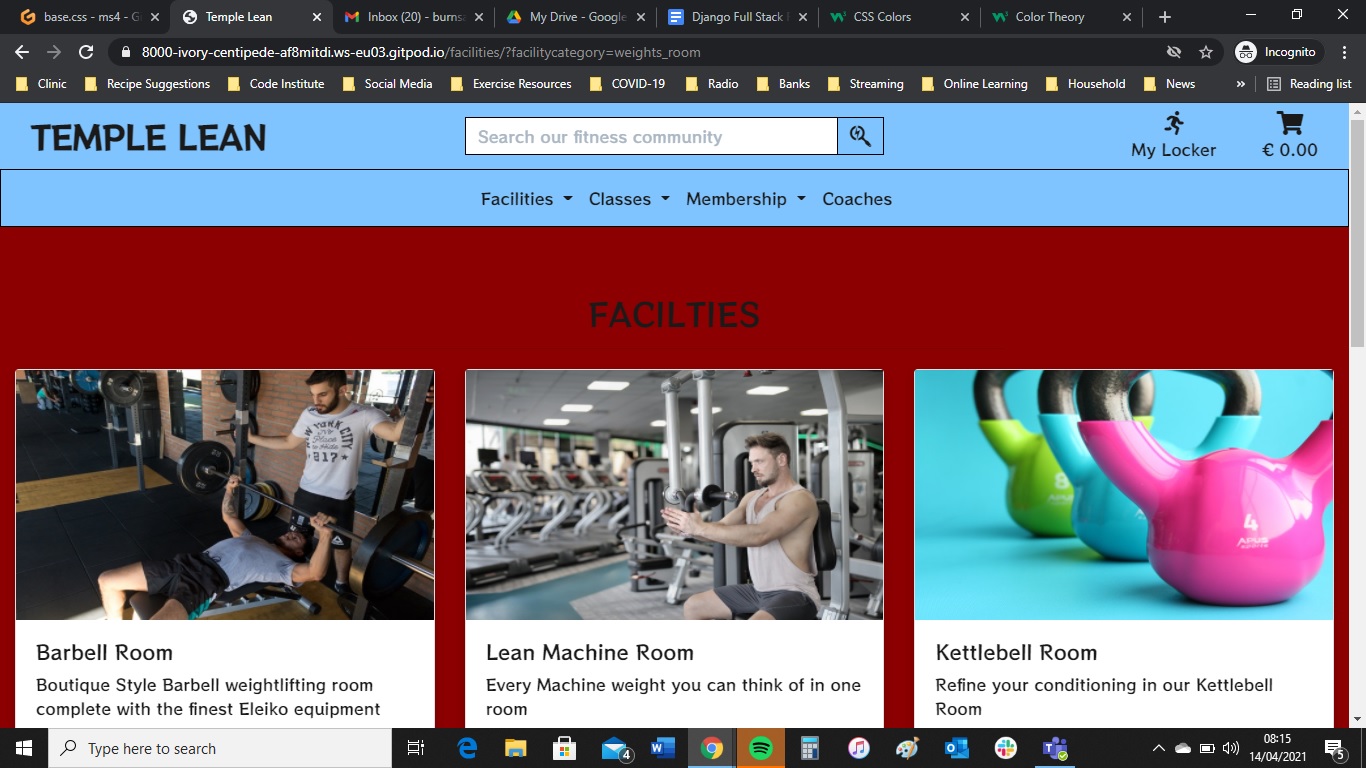 base.css - ms4 - G
Temple Lean
Inbox (20) - burns
My Drive - Google
Django Full Stack
CSS Colors
Color Theory
8000-ivory-centipede-af8mitdi.ws-eu03.gitpod.io/facilities/?facilitycategory=weights_room
Incognito
Clinic
Recipe Suggestions
Code Institute
Social Media
Exercise Resources
COVID-19
Radio
Banks
Streaming
Online Learning
Household
News
»
Reading list
TEMPLE LEAN
Search our fitness community
My Locker
€ 0.00
Facilities
Classes
Membership
Coaches
FACILTIES
NEW YORK CITY
217
8
4
APUS
sports
Barbell Room
Boutique Style Barbell weightlifting room
complete with the finest Eleiko equipment
Lean Machine Room
Every Machine weight you can think of in one
room
Kettlebell Room
Refine your conditioning in our Kettlebell
Room
Type here to search
4
08:15
14/04/2021
5